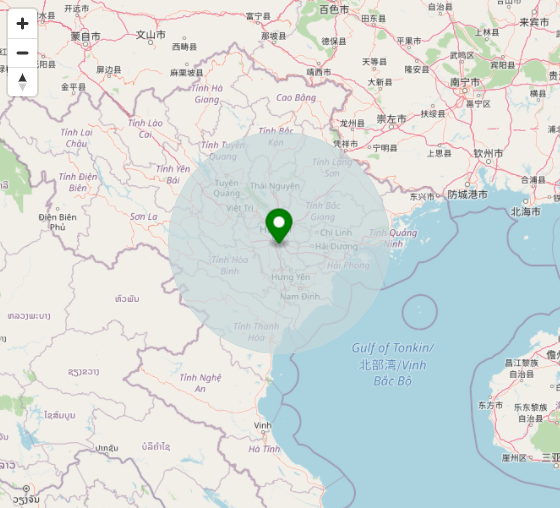 富宁县
百色市
自治县
来宾市
开远市
田东县
蒙自市
文山市
西畴县
那坡县
德保县
平果市
上林县
武鸣区
宾阳县
屏边县
麻栗坡县
靖西市
天等县
隆安县
大新县
南宁市
金平县
Tỉnh Hà
Giang
Cao Bằng
横县
龙州县
崇左市
扶绥县
邕宁区
Tỉnh Lai
Châu
Tỉnh Lào
Cai
Tỉnh Tuyên
Quang
Tỉnh Bắc
凭祥市
宁明县
上思县
钦州市
Tỉnh Lạng
Sơn
Tỉnh Điện
Biên
Tỉnh Yên
Bái
Tuyên
Quang
Thái Nguyên
东兴市
防城港市
合浦县
北海市
Điện Biên
Phủ
Sơn La
Việt Trì
Tỉnh Bắc
Giang
Chí Linh
Hải Dương
Tỉnh Quảng
Ninh
Tỉnh Hòa
Bình
Hải Phòng
Hưng Yên
Nam Định
ຫົວພັນ
ຫລວງພະບາງ
Tỉnh Thanh
Hóa
Gulf of Tonkin/
北部湾/Vịnh
Bắc Bộ
ຊຽງຂວາງ
Tỉnh Nghệ
An
昌江黎族
自治县
东方市
乐东黎族
自治县
ໄຊສົມບູນ
Vinh
Hà Tĩnh
ປາກຊັນ
ບໍລິຄຳໄຊ
崖州区
三亚
ວຽງຈັນ